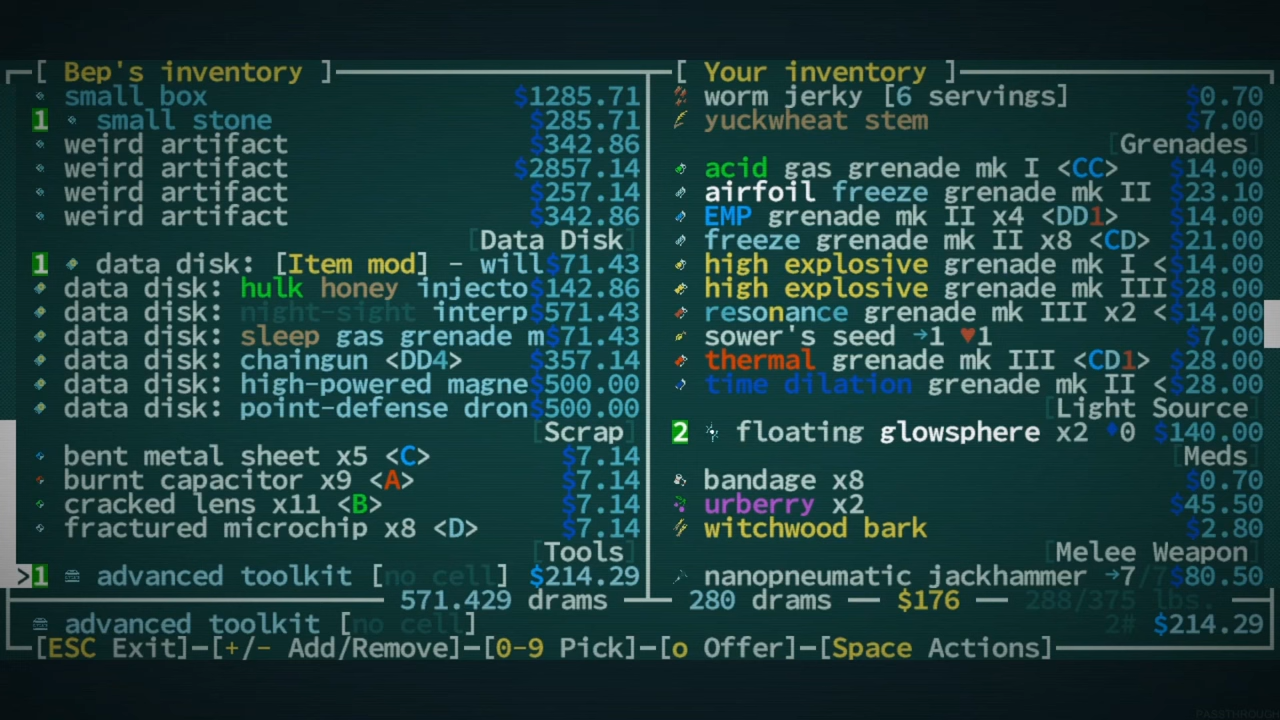 [ Bep's inventory ]
small box $1285.71
1 small stone $285.71
weird artifact $342.86
weird artifact $2857.14
weird artifact $257.14
weird artifact $342.86
[Data Disk]
1 data disk: [Item mod] - will $71.43
data disk: hulk honey injecto $142.86
data disk: night-sight interp $571.43
data disk: sleep gas grenade m $71.43
data disk: chaingun <DD4> $357.14
data disk: high-powered magne $500.00
data disk: point-defense dron $500.00
[Scrap]
bent metal sheet x5 <C> $7.14
burnt capacitor x9 <A> $7.14
cracked lens x11 <B> $7.14
fractured microchip x8 <D> $7.14
[Tools]
>1 advanced toolkit [no cell] $214.29
571.429 drams
[ Your inventory ]
worm jerky [6 servings] $0.70
yuckwheat stem $7.00
[Grenades]
acid gas grenade mk I <CC> $14.00
airfoil freeze grenade mk II $23.10
EMP grenade mk II x4 <DD1> $14.00
freeze grenade mk II x8 <CD> $21.00
high explosive grenade mk I < $14.00
high explosive grenade mk III $28.00
resonance grenade mk III x2 < $14.00
sower's seed →1 ♥1 $7.00
thermal grenade mk III <CD1> $28.00
time dilation grenade mk II < $28.00
[Light Source]
2 floating glowsphere x2 ♦0 $140.00
[Meds]
bandage x8 $0.70
urberry x2 $45.50
witchwood bark $2.80
[Melee Weapon]
nanopneumatic jackhammer →7 /7 $80.50
280 drams — $176 — 288/375 lbs.
advanced toolkit [no cell] 2# $214.29
[ESC Exit]-[+/- Add/Remove]-[0-9 Pick]-[o Offer]-[Space Actions]